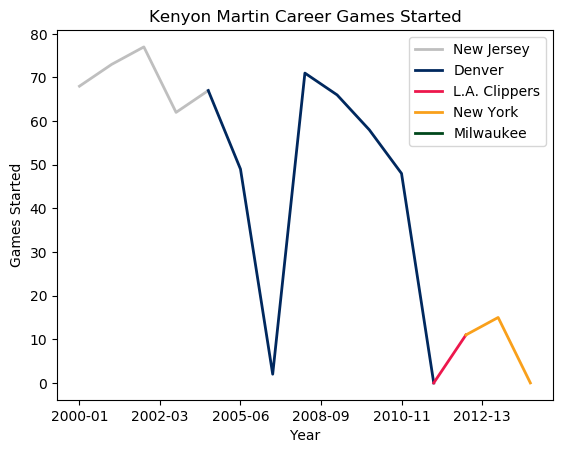 Kenyon Martin Career Games Started
80
70
60
50
40
30
20
10
0
Games Started
New Jersey
Denver
L.A. Clippers
New York
Milwaukee
2000-01 2002-03 2005-06 2008-09 2010-11 2012-13
Year